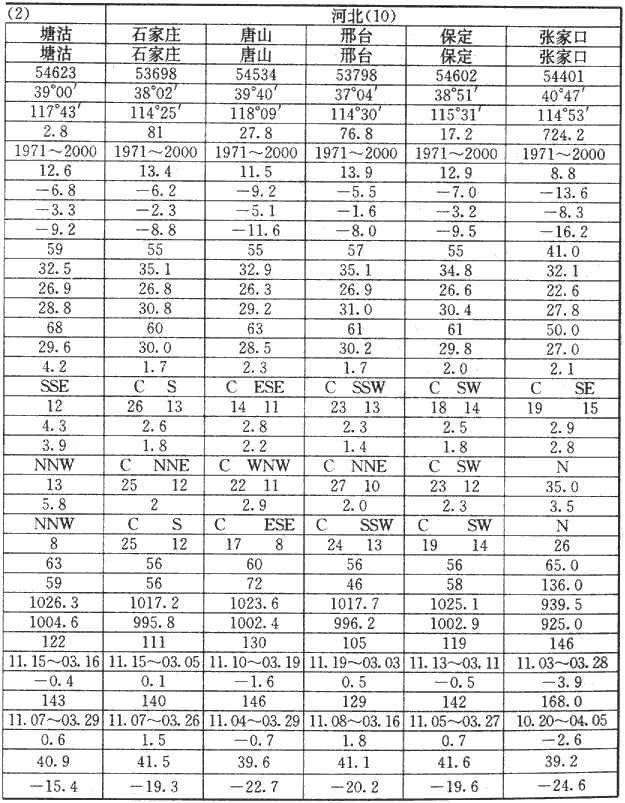 (2) 河北(10)
塘沽 石家庄 唐山 邢台 保定 张家口
塘沽 石家庄 唐山 邢台 保定 张家口
54623 53698 54534 53798 54602 54401
39°00′ 38°02′ 39°40′ 37°04′ 38°51′ 40°47′
117°43′ 114°25′ 118°09′ 114°30′ 115°31′ 114°53′
2.8 81 27.8 76.8 17.2 724.2
1971～2000 1971～2000 1971～2000 1971～2000 1971～2000 1971～2000
12.6 13.4 11.5 13.9 12.9 8.8
−6.8 −6.2 −9.2 −5.5 −7.0 −13.6
−3.3 −2.3 −5.1 −1.6 −3.2 −8.3
−9.2 −8.8 −11.6 −8.0 −9.5 −16.2
59 55 55 57 55 41.0
32.5 35.1 32.9 35.1 34.8 32.1
26.9 26.8 26.3 26.9 26.6 22.6
28.8 30.8 29.2 31.0 30.4 27.8
68 60 63 61 61 50.0
29.6 30.0 28.5 30.2 29.8 27.0
4.2 1.7 2.3 1.7 2.0 2.1
SSE C S C ESE C SSW C SW C SE
12 26 13 14 11 23 13 18 14 19 15
4.3 2.6 2.8 2.3 2.5 2.9
3.9 1.8 2.2 1.4 1.8 2.8
NNW C NNE C WNW C NNE C SW N
13 25 12 22 11 27 10 23 12 35.0
5.8 2 2.9 2.0 2.3 3.5
NNW C S C ESE C SSW C SW N
8 25 12 17 8 24 13 19 14 26
63 56 60 56 56 65.0
59 56 72 46 58 136.0
1026.3 1017.2 1023.6 1017.7 1025.1 939.5
1004.6 995.8 1002.4 996.2 1002.9 925.0
122 111 130 105 119 146
11.15～03.16 11.15～03.05 11.10～03.19 11.19～03.03 11.13～03.11 11.03～03.28
−0.4 0.1 −1.6 0.5 −0.5 −3.9
143 140 146 129 142 168.0
11.07～03.29 11.07～03.26 11.04～03.29 11.08～03.16 11.05～03.27 10.20～04.05
0.6 1.5 −0.7 1.8 0.7 −2.6
40.9 41.5 39.6 41.1 41.6 39.2
−15.4 −19.3 −22.7 −20.2 −19.6 −24.6